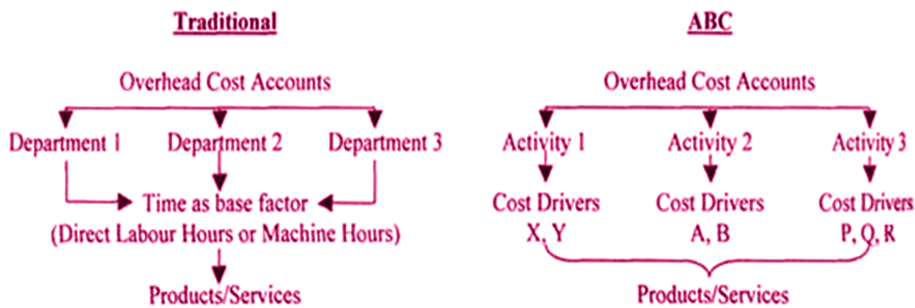 Traditional
Overhead Cost Accounts
Department 1 Department 2 Department 3
Time as base factor
(Direct Labour Hours or Machine Hours)
Products/Services
ABC
Overhead Cost Accounts
Activity 1 Activity 2 Activity 3
Cost Drivers Cost Drivers Cost Drivers
X, Y A, B P, Q, R
Products/Services